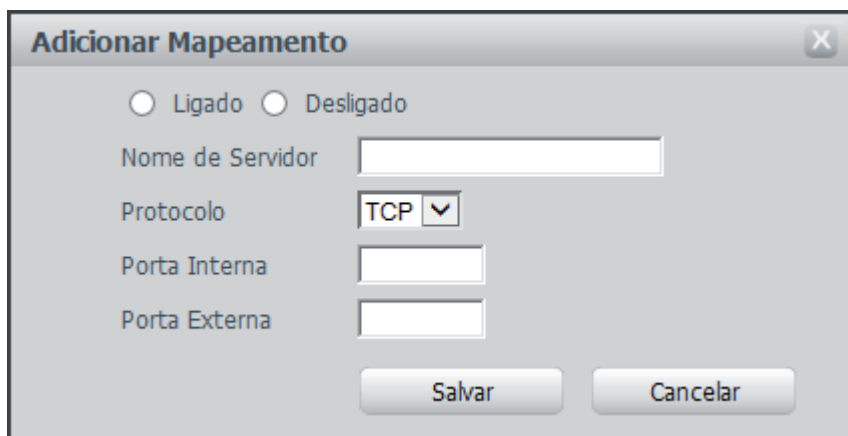 Adicionar Mapeamento X
Ligado Desligado
Nome de Servidor
Protocolo TCP
Porta Interna
Porta Externa
Salvar Cancelar